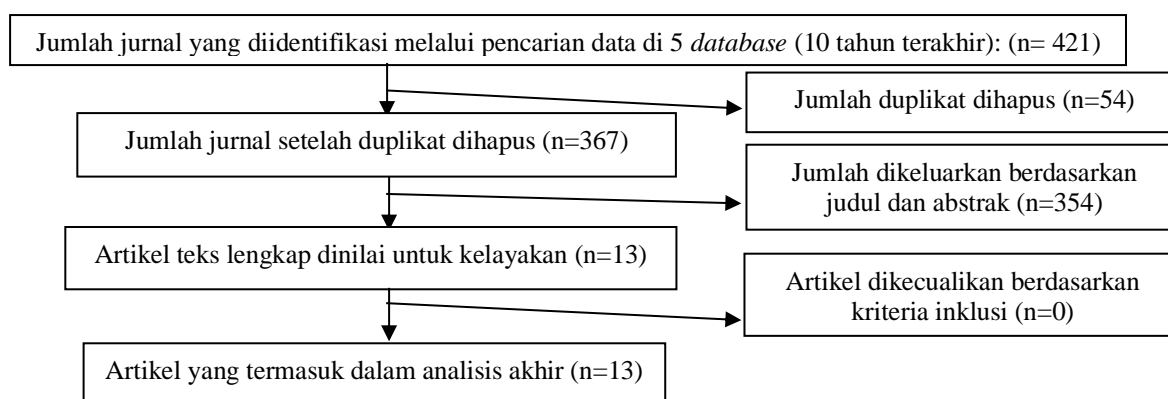 Jumlah jurnal yang diidentifikasi melalui pencarian data di 5 database (10 tahun terakhir): (n= 421)
Jumlah duplikat dihapus (n=54)
Jumlah jurnal setelah duplikat dihapus (n=367)
Jumlah dikeluarkan berdasarkan
judul dan abstrak (n=354)
Artikel teks lengkap dinilai untuk kelayakan (n=13)
Artikel dikecualikan berdasarkan
kriteria inklusi (n=0)
Artikel yang termasuk dalam analisis akhir (n=13)